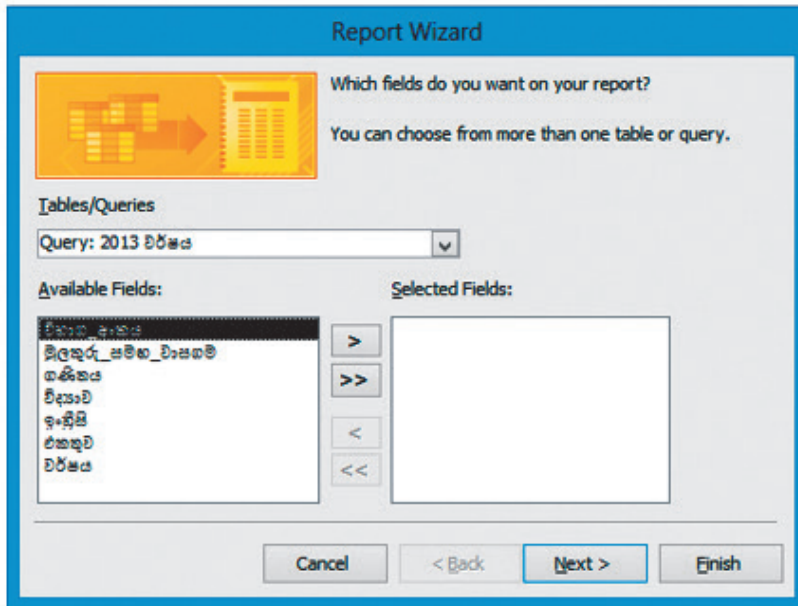 Report Wizard
Which fields do you want on your report?
You can choose from more than one table or query.
Tables/Queries
Query: 2013 වර්ෂය
Available Fields:
Selected Fields:
විභාග_අංකය
මුලකුරු_සමඟ_වාසගම
ගණිතය
විද්‍යාව
ඉංග්‍රීසි
එකතුව
වර්ෂය
>
>>
<
<<
Cancel
< Back
Next >
Finish